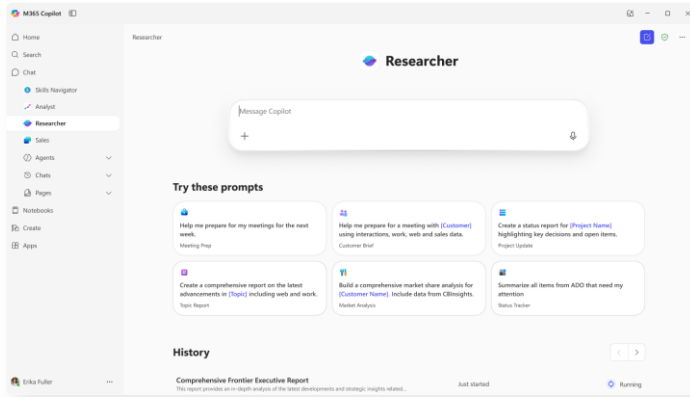 M365 Copilot
Home
Search
Chat
Skills Navigator
Analyst
Researcher
Sales
Agents
Chats
Pages
Notebooks
Create
Apps
Erika Fuller
Researcher
Researcher
Message Copilot
Try these prompts
Help me prepare for my meetings for the next
week.
Meeting Prep
Help me prepare for a meeting with [Customer]
using interactions, work, web and sales data.
Customer Brief
Create a status report for [Project Name]
highlighting key decisions and open items.
Project Update
Create a comprehensive report on the latest
advancements in [Topic] including web and work.
Topic Report
Build a comprehensive market share analysis for
[Customer Name]. Include data from CBInsights.
Market Analysis
Summarize all items from ADO that need my
attention
Status Tracker
History
Comprehensive Frontier Executive Report
This report provides an in-depth analysis of the latest developments and strategic insights related...
Just started
Running